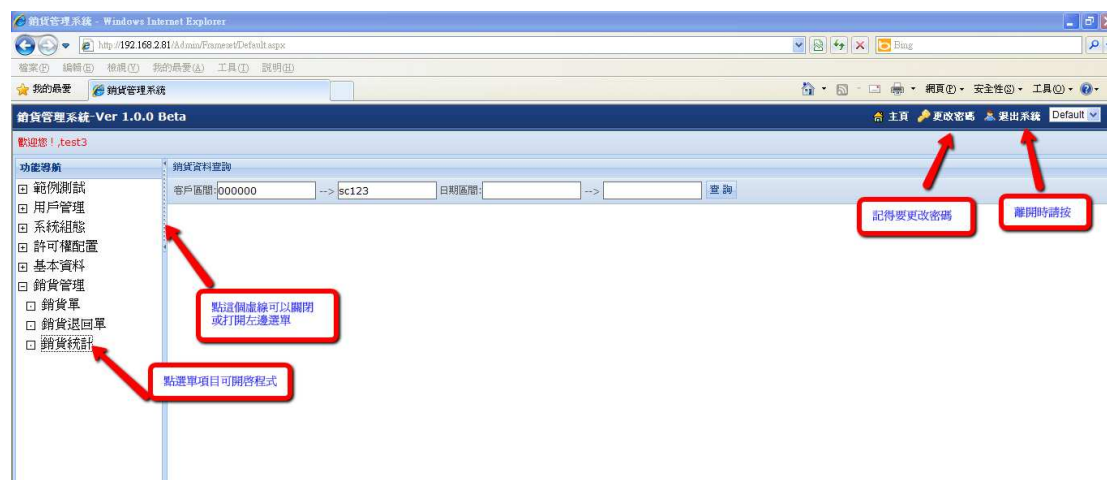 銷貨管理系統 - Windows Internet Explorer
http://192.168.2.81/Admin/Frameset/Default.aspx
Bing
檔案(F) 編輯(E) 檢視(V) 我的最愛(A) 工具(T) 說明(H)
我的最愛 銷貨管理系統 網頁(P) 安全性(S) 工具(O)
銷貨管理系統-Ver 1.0.0 Beta 主頁 更改密碼 退出系統 Default
歡迎您!,test3
功能導航 銷貨資料查詢
範例測試 客戶區間:000000 --> sc123 日期區間: --> 查詢
用戶管理
系統組態
許可權配置
基本資料
銷貨管理
銷貨單
銷貨退回單
銷貨統計
記得要更改密碼
離開時請按
點這個虛線可以關閉
或打開左邊選單
點選單項目可開啓程式